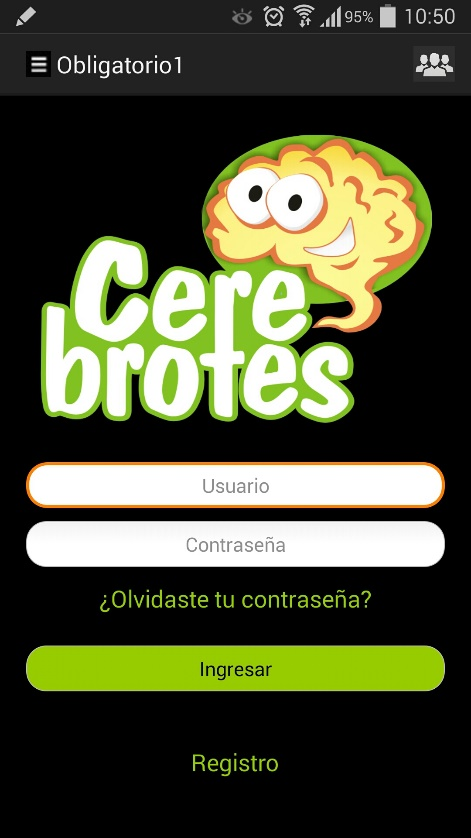 95% 10:50
Obligatorio1
Cere
brotes
Usuario
Contraseña
¿Olvidaste tu contraseña?
Ingresar
Registro